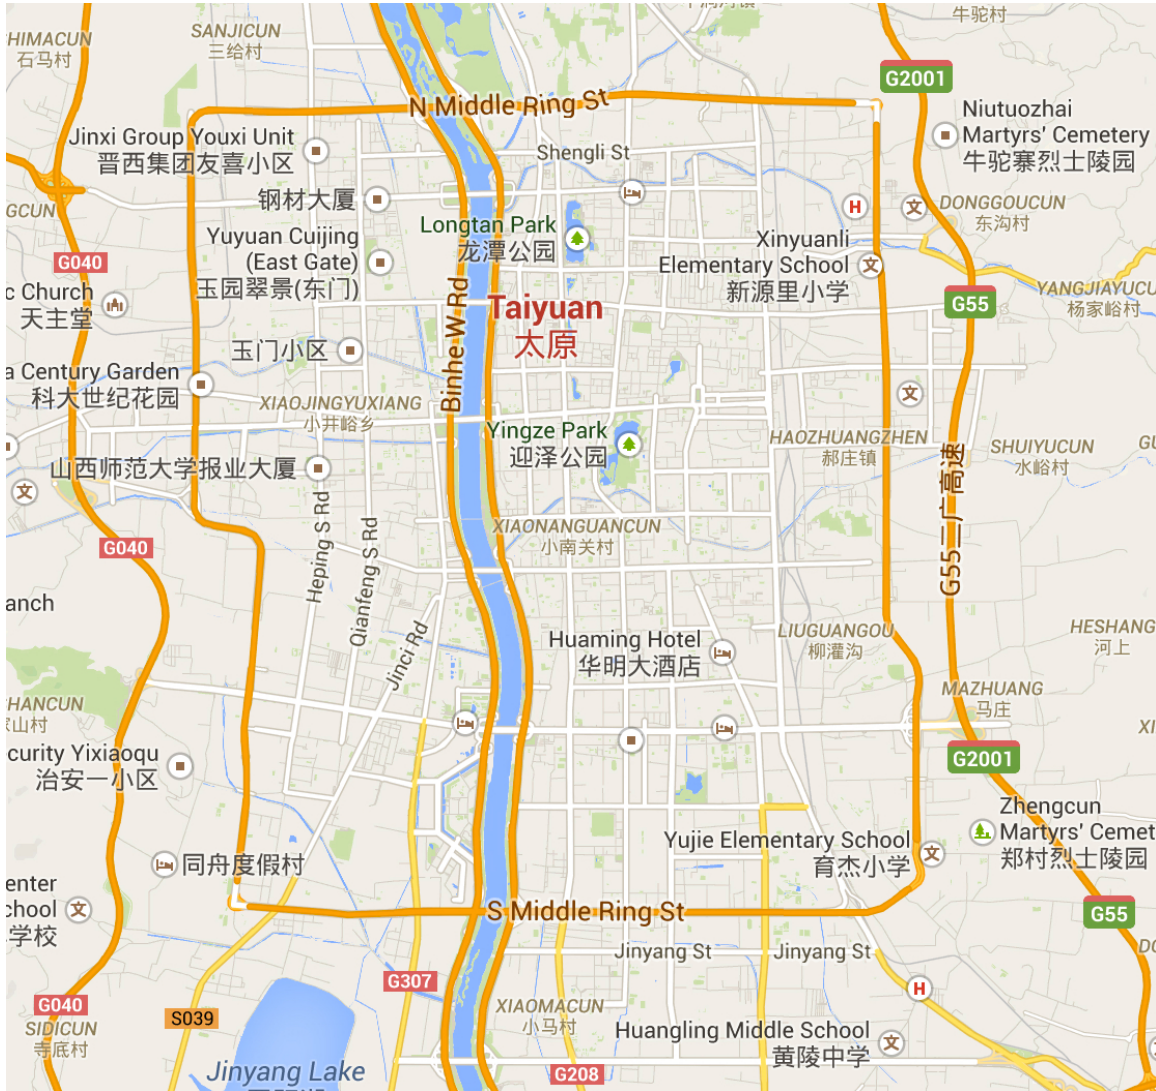 SANJICUN
三给村
牛驼村
石马村
G2001
N Middle Ring St
Niutuozhai
Martyrs' Cemetery
牛驼寨烈士陵园
Jinxi Group Youxi Unit
晋西集团友喜小区
Shengli St
钢材大厦
H
文
DONGGOUCUN
东沟村
Longtan Park
龙潭公园
Yuyuan Cuijing
(East Gate)
玉园翠景(东门)
Xinyuanli
Elementary School
新源里小学
文
G040
Church
天主堂
Binhe W Rd
Taiyuan
太原
G55
杨家峪村
玉门小区
Century Garden
科大世纪花园
XIAOJINGYUXIANG
小井峪乡
文
Yingze Park
迎泽公园
HAOZHUANGZHEN
郝庄镇
SHUIYUCUN
水峪村
山西师范大学报业大厦
文
G55二广高速
Heping S Rd
Qianfeng S Rd
XIAONANGUANCUN
小南关村
G040
Jinci Rd
Huaming Hotel
华明大酒店
LIUGUANGOU
柳灌沟
河上
MAZHUANG
马庄
Yixiaoqu
治安一小区
G2001
Zhengcun
Martyrs'
郑村烈士陵园
Yujie Elementary School
育杰小学
文
同舟度假村
文
学校
S Middle Ring St
G55
Jinyang St
Jinyang St
G307
H
G040
S039
SIDICUN
寺底村
XIAOMACUN
小马村
Huangling Middle School
黄陵中学
文
Jinyang Lake
G208